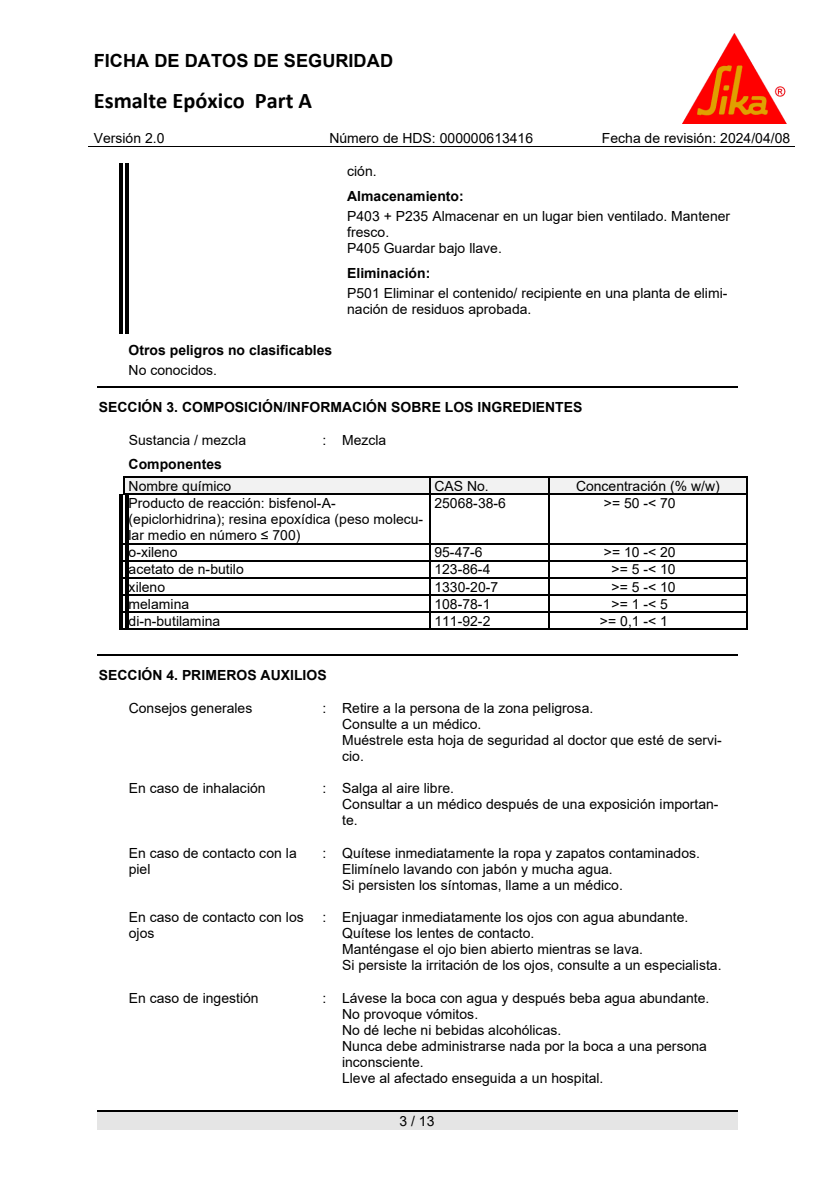 FICHA DE DATOS DE SEGURIDAD
Esmalte Epóxico Part A
Sika ®
Versión 2.0 Número de HDS: 000000613416 Fecha de revisión: 2024/04/08
ción.
Almacenamiento:
P403 + P235 Almacenar en un lugar bien ventilado. Mantener
fresco.
P405 Guardar bajo llave.
Eliminación:
P501 Eliminar el contenido/ recipiente en una planta de elimi-
nación de residuos aprobada.
Otros peligros no clasificables
No conocidos.
SECCIÓN 3. COMPOSICIÓN/INFORMACIÓN SOBRE LOS INGREDIENTES
Sustancia / mezcla : Mezcla
Componentes
Nombre químico CAS No. Concentración (% w/w)
Producto de reacción: bisfenol-A- 25068-38-6 >= 50 -< 70
(epiclorhidrina); resina epoxídica (peso molecu-
lar medio en número ≤ 700)
o-xileno 95-47-6 >= 10 -< 20
acetato de n-butilo 123-86-4 >= 5 -< 10
xileno 1330-20-7 >= 5 -< 10
melamina 108-78-1 >= 1 -< 5
di-n-butilamina 111-92-2 >= 0,1 -< 1
SECCIÓN 4. PRIMEROS AUXILIOS
Consejos generales : Retire a la persona de la zona peligrosa.
Consulte a un médico.
Muéstrele esta hoja de seguridad al doctor que esté de servi-
cio.
En caso de inhalación : Salga al aire libre.
Consultar a un médico después de una exposición importan-
te.
En caso de contacto con la : Quítese inmediatamente la ropa y zapatos contaminados.
piel Elimínelo lavando con jabón y mucha agua.
Si persisten los síntomas, llame a un médico.
En caso de contacto con los : Enjuagar inmediatamente los ojos con agua abundante.
ojos Quítese los lentes de contacto.
Manténgase el ojo bien abierto mientras se lava.
Si persiste la irritación de los ojos, consulte a un especialista.
En caso de ingestión : Lávese la boca con agua y después beba agua abundante.
No provoque vómitos.
No dé leche ni bebidas alcohólicas.
Nunca debe administrarse nada por la boca a una persona
inconsciente.
Lleve al afectado enseguida a un hospital.
3 / 13